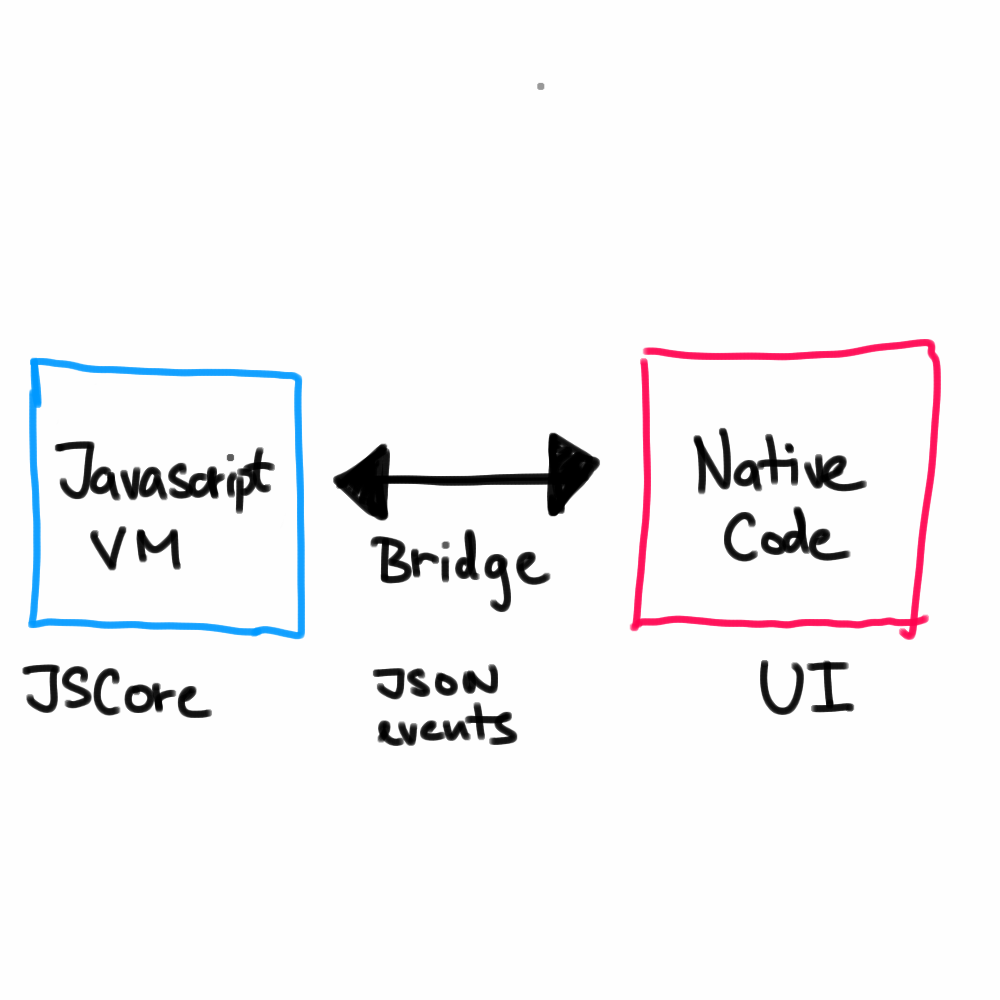 Javascript
VM
JSCore
Bridge
JSON
events
Native
Code
UI